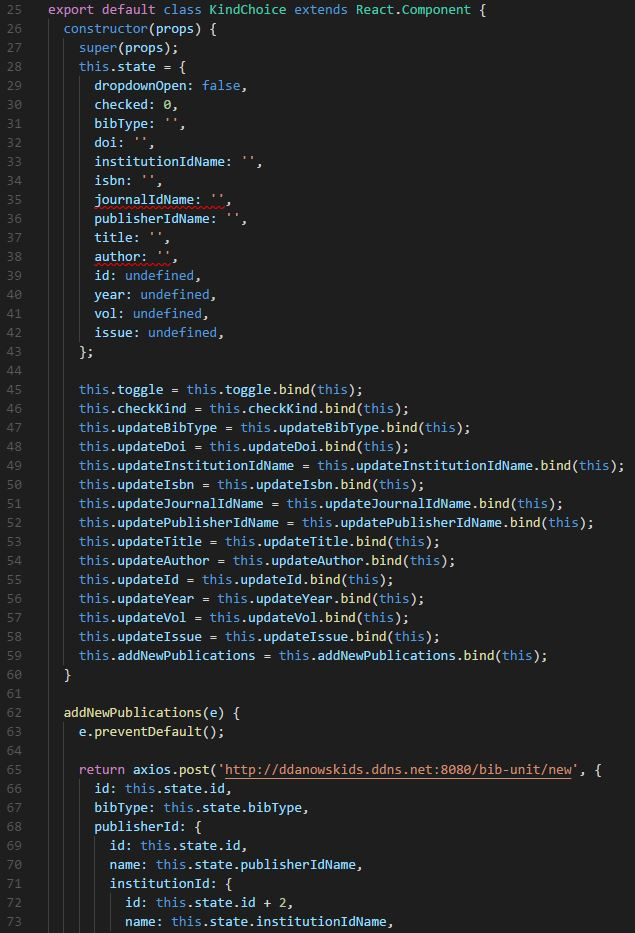 25 export default class KindChoice extends React.Component {
26 constructor(props) {
27 super(props);
28 this.state = {
29 dropdownOpen: false,
30 checked: 0,
31 bibType: '',
32 doi: '',
33 institutionIdName: '',
34 isbn: '',
35 journalIdName: '',
36 publisherIdName: '',
37 title: '',
38 author: '',
39 id: undefined,
40 year: undefined,
41 vol: undefined,
42 issue: undefined,
43 };
44
45 this.toggle = this.toggle.bind(this);
46 this.checkKind = this.checkKind.bind(this);
47 this.updateBibType = this.updateBibType.bind(this);
48 this.updateDoi = this.updateDoi.bind(this);
49 this.updateInstitutionIdName = this.updateInstitutionIdName.bind(this);
50 this.updateIsbn = this.updateIsbn.bind(this);
51 this.updateJournalIdName = this.updateJournalIdName.bind(this);
52 this.updatePublisherIdName = this.updatePublisherIdName.bind(this);
53 this.updateTitle = this.updateTitle.bind(this);
54 this.updateAuthor = this.updateAuthor.bind(this);
55 this.updateId = this.updateId.bind(this);
56 this.updateYear = this.updateYear.bind(this);
57 this.updateVol = this.updateVol.bind(this);
58 this.updateIssue = this.updateIssue.bind(this);
59 this.addNewPublications = this.addNewPublications.bind(this);
60 }
61
62 addNewPublications(e) {
63 e.preventDefault();
64
65 return axios.post('http://ddanowskids.ddns.net:8080/bib-unit/new', {
66 id: this.state.id,
67 bibType: this.state.bibType,
68 publisherId: {
69 id: this.state.id,
70 name: this.state.publisherIdName,
71 institutionId: {
72 id: this.state.id + 2,
73 name: this.state.institutionIdName,